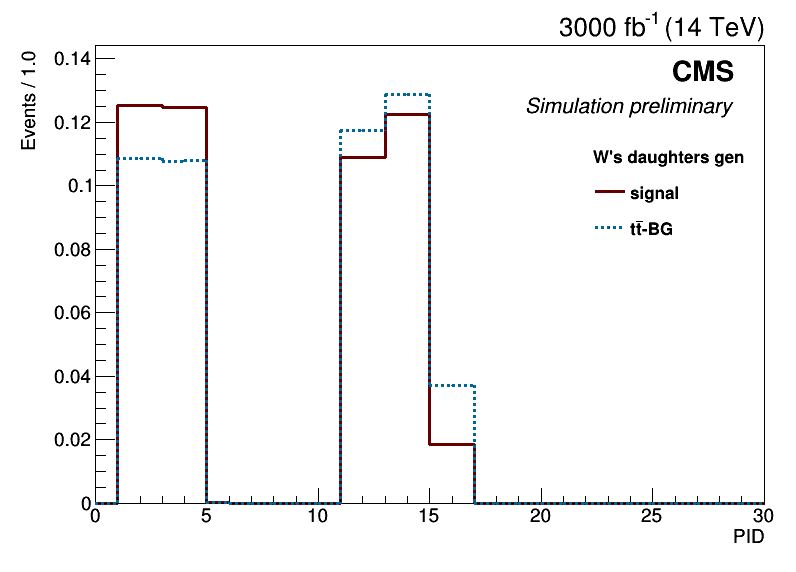 3000 fb⁻¹ (14 TeV)
Events / 1.0
0.14
0.12
0.1
0.08
0.06
0.04
0.02
0
CMS
Simulation preliminary
W's daughters gen
signal
tt̄-BG
0 5 10 15 20 25 30
PID